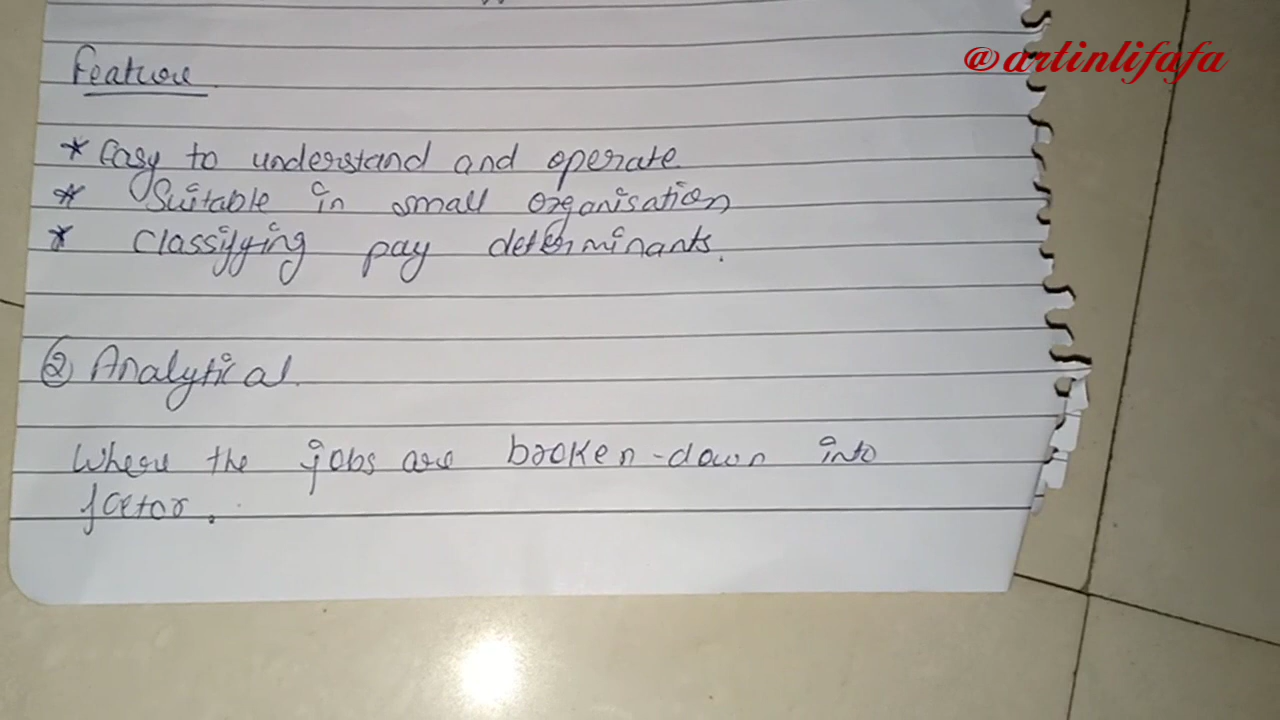 @artinlifafa
Feature
* Easy to understand and operate
* Suitable in small organisation
* Classifying pay determinants.
② Analytical.
Where the jobs are broken-down into
fcetor.